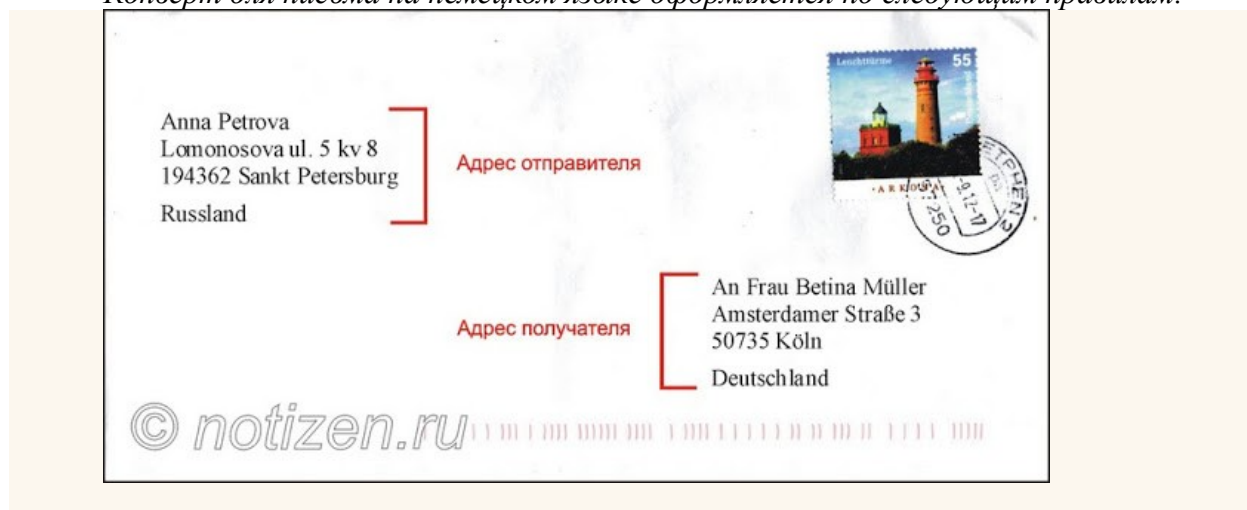 Конверт для письма на немецком языке оформляется по следующим правилам:
Leuchttürme 55
Anna Petrova
Lomonosova ul. 5 kv 8
194362 Sankt Petersburg
Russland
Адрес отправителя
·ARKONA·
An Frau Betina Müller
Amsterdamer Straße 3
50735 Köln
Deutschland
Адрес получателя
© notizen.ru